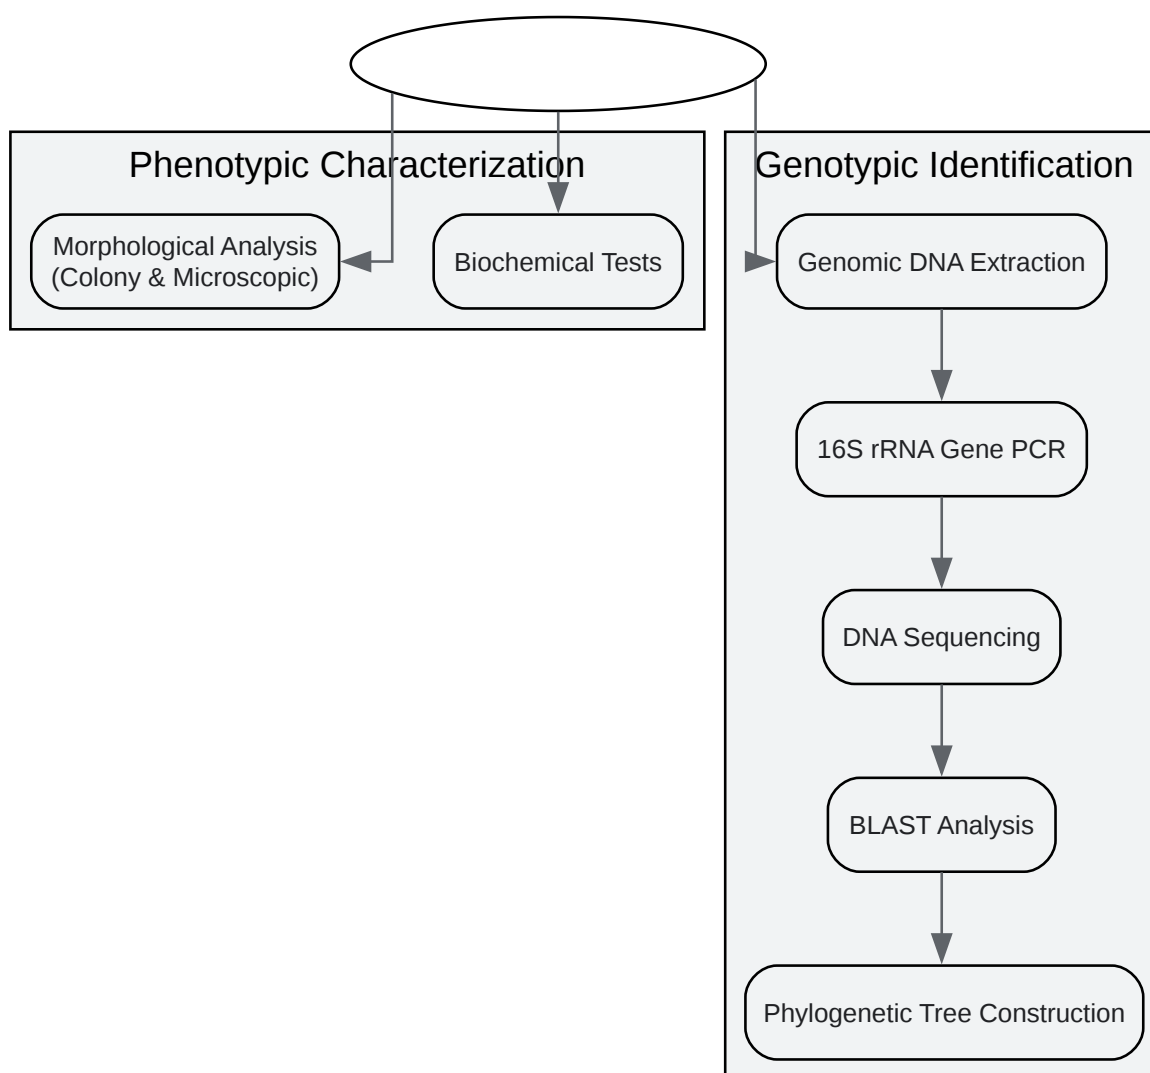 Phenotypic Characterization
Morphological Analysis
(Colony & Microscopic)
Biochemical Tests
Genotypic Identification
Genomic DNA Extraction
16S rRNA Gene PCR
DNA Sequencing
BLAST Analysis
Phylogenetic Tree Construction